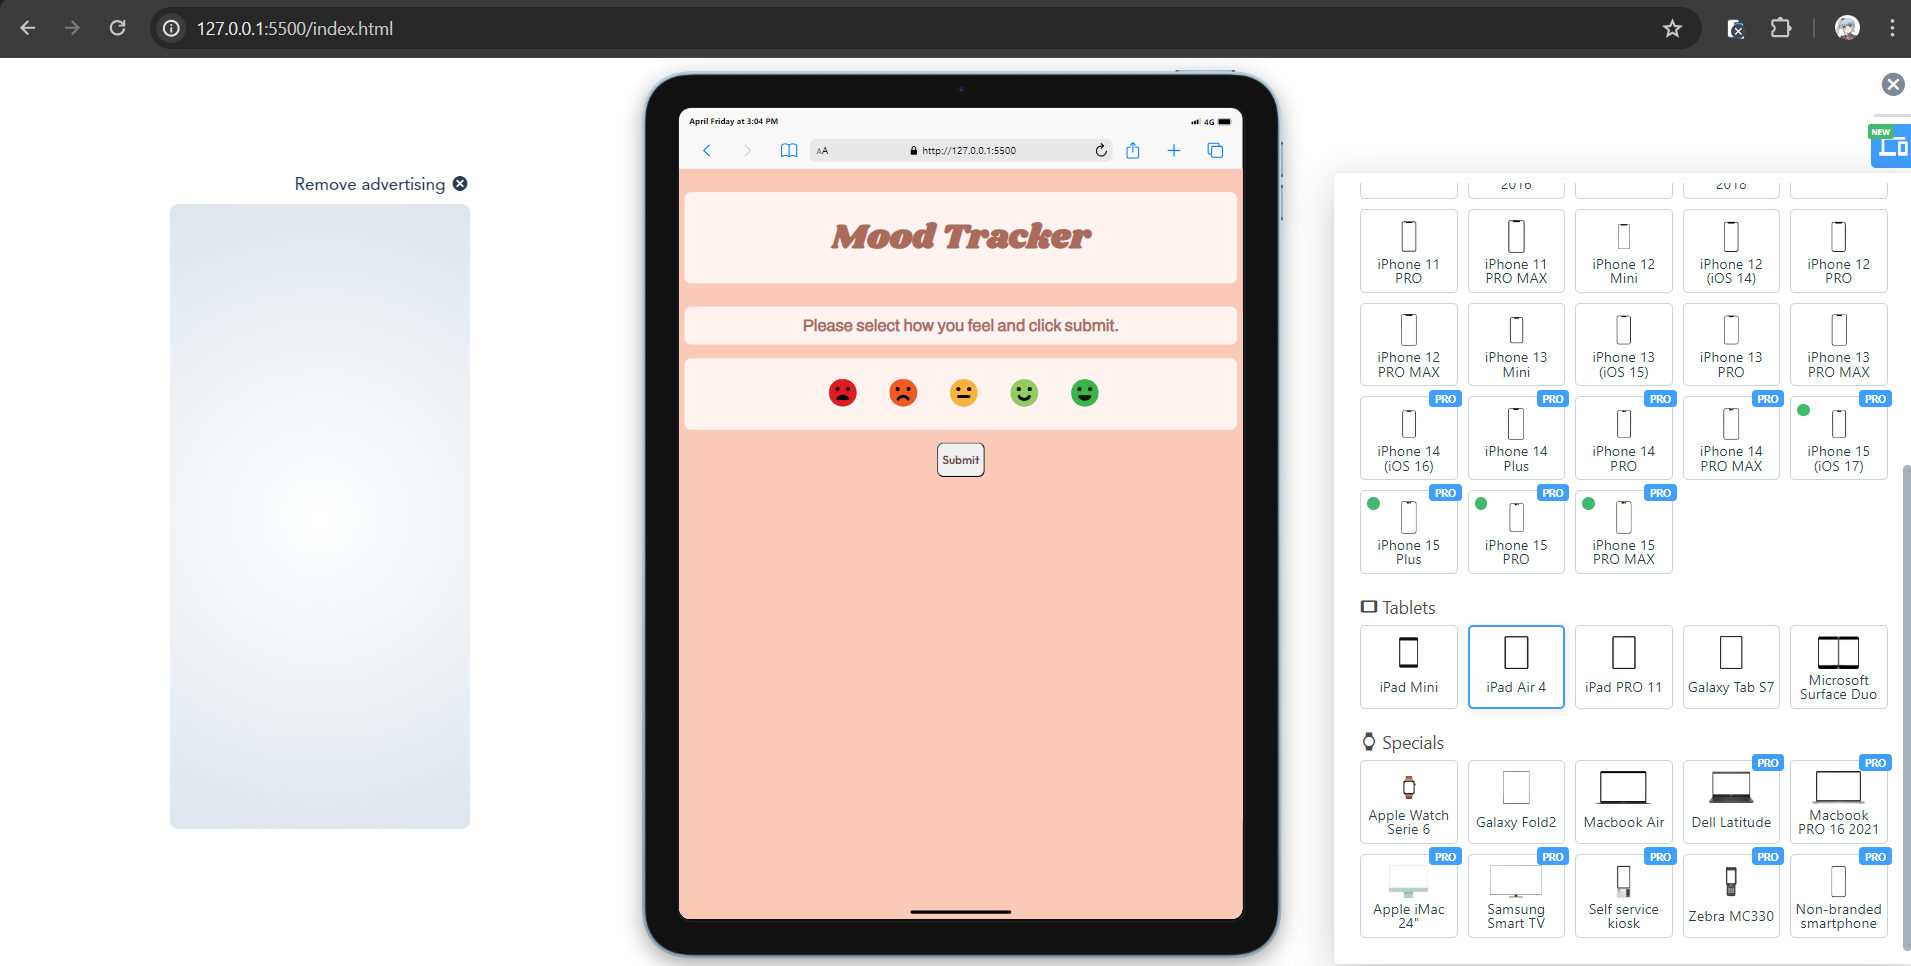 127.0.0.1:5500/index.html
Remove advertising
April Friday at 3:04 PM
4G
AA
http://127.0.0.1:5500
Mood Tracker
Please select how you feel and click submit.
Submit
NEW
2016
2018
iPhone 11
PRO
iPhone 11
PRO MAX
iPhone 12
Mini
iPhone 12
(iOS 14)
iPhone 12
PRO
iPhone 12
PRO MAX
iPhone 13
Mini
iPhone 13
(iOS 15)
iPhone 13
PRO
iPhone 13
PRO MAX
PRO
iPhone 14
(iOS 16)
PRO
iPhone 14
Plus
PRO
iPhone 14
PRO
PRO
iPhone 14
PRO MAX
PRO
iPhone 15
(iOS 17)
PRO
iPhone 15
Plus
PRO
iPhone 15
PRO
PRO
iPhone 15
PRO MAX
Tablets
iPad Mini
iPad Air 4
iPad PRO 11
Galaxy Tab S7
Microsoft
Surface Duo
Specials
Apple Watch
Serie 6
Galaxy Fold2
Macbook Air
PRO
Dell Latitude
PRO
Macbook
PRO 16 2021
PRO
Apple iMac
24"
PRO
Samsung
Smart TV
PRO
Self service
kiosk
PRO
Zebra MC330
PRO
Non-branded
smartphone